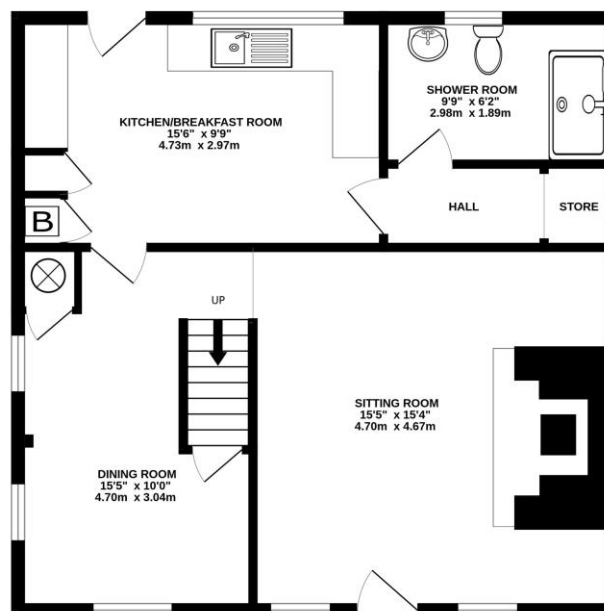 KITCHEN/BREAKFAST ROOM
15'6" x 9'9"
4.73m x 2.97m
SHOWER ROOM
9'9" x 6'2"
2.98m x 1.89m
HALL
STORE
B
UP
SITTING ROOM
15'5" x 15'4"
4.70m x 4.67m
DINING ROOM
15'5" x 10'0"
4.70m x 3.04m